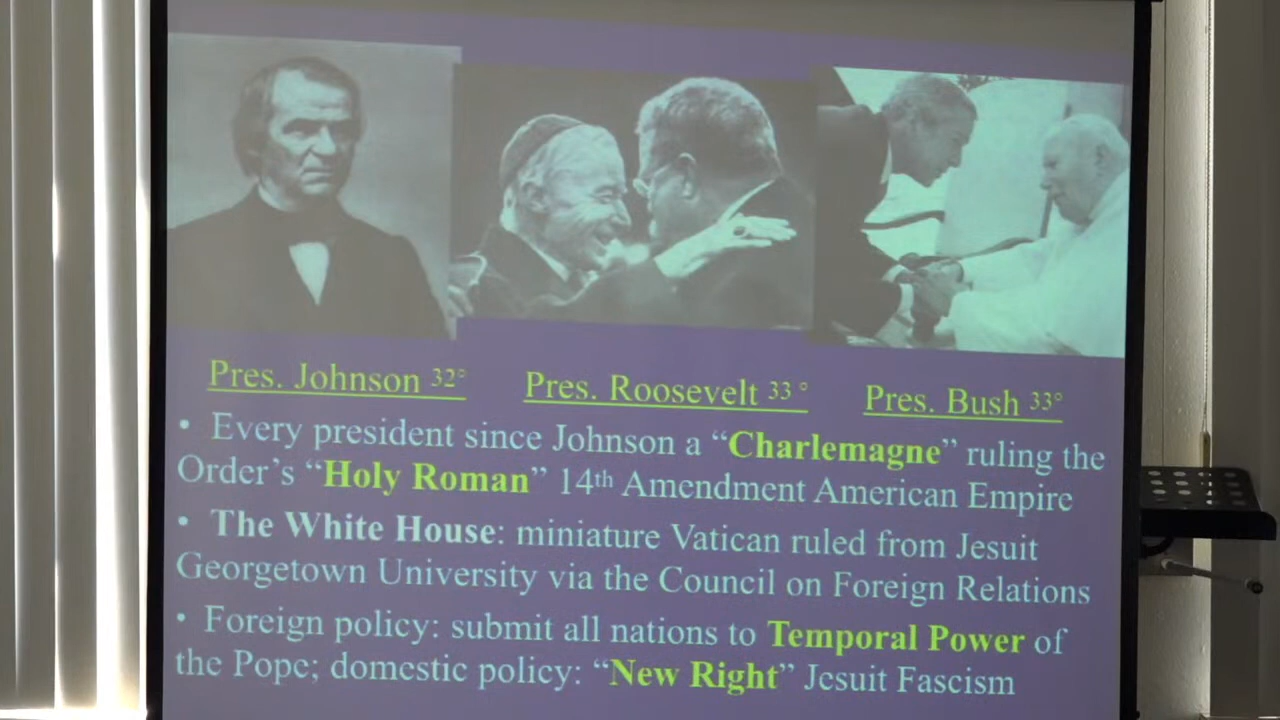 Pres. Johnson 32°
Pres. Roosevelt 33 °
Pres. Bush 33°
• Every president since Johnson a “Charlemagne” ruling the
Order’s “Holy Roman” 14th Amendment American Empire
• The White House: miniature Vatican ruled from Jesuit
Georgetown University via the Council on Foreign Relations
• Foreign policy: submit all nations to Temporal Power of
the Pope; domestic policy: “New Right” Jesuit Fascism